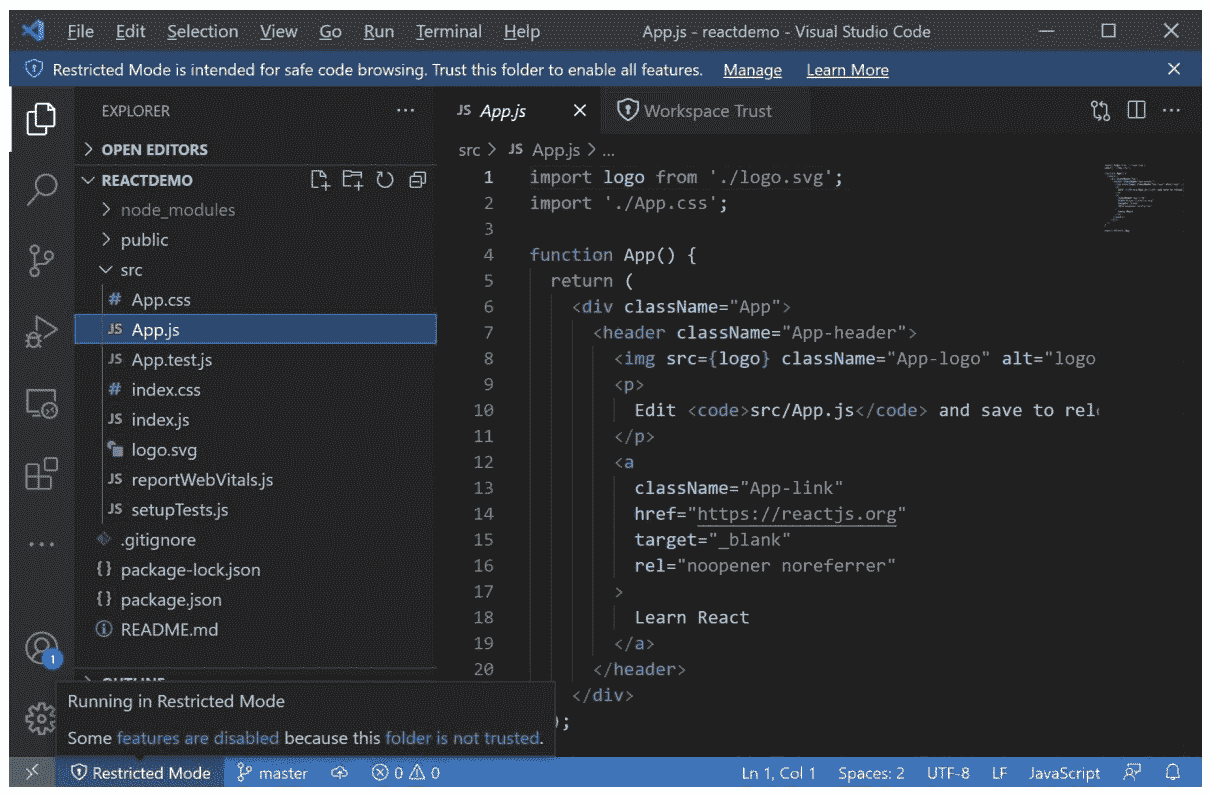 File Edit Selection View Go Run Terminal Help App.js - reactdemo - Visual Studio Code
Restricted Mode is intended for safe code browsing. Trust this folder to enable all features. Manage Learn More
EXPLORER
OPEN EDITORS
REACTDEMO
node_modules
public
src
# App.css
JS App.js
JS App.test.js
# index.css
JS index.js
logo.svg
JS reportWebVitals.js
JS setupTests.js
.gitignore
{} package-lock.json
{} package.json
README.md
OUTLINE
1
JS App.js Workspace Trust
src > JS App.js > ...
1 import logo from './logo.svg';
2 import './App.css';
3
4 function App() {
5 return (
6 <div className="App">
7 <header className="App-header">
8 <img src={logo} className="App-logo" alt="logo
9 <p>
10 Edit <code>src/App.js</code> and save to relo
11 </p>
12 <a
13 className="App-link"
14 href="https://reactjs.org"
15 target="_blank"
16 rel="noopener noreferrer"
17 >
18 Learn React
19 </a>
20 </header>
</div>
);
Running in Restricted Mode
Some features are disabled because this folder is not trusted.
Restricted Mode master 0 0 Ln 1, Col 1 Spaces: 2 UTF-8 LF JavaScript